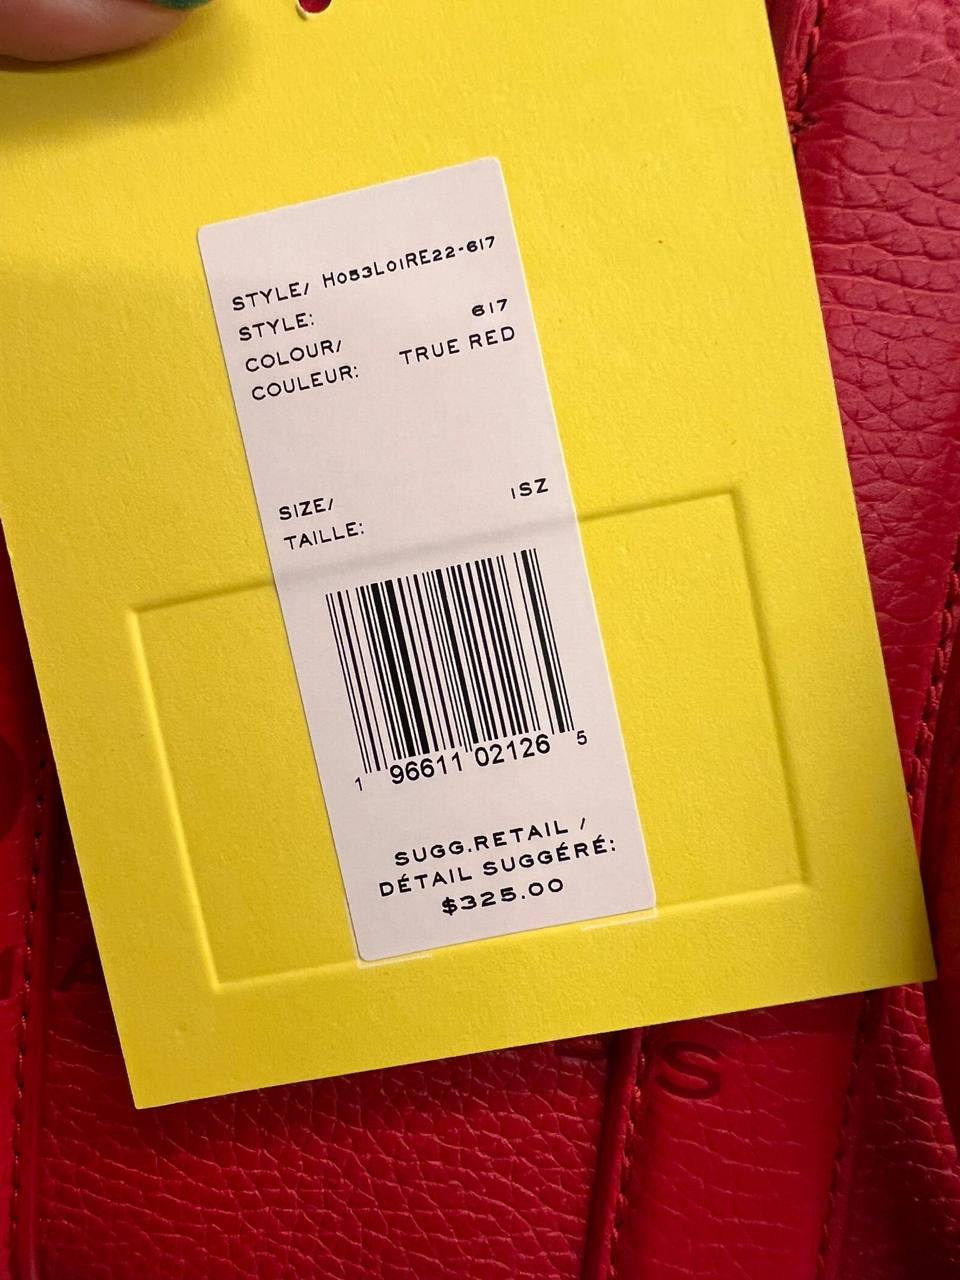 STYLE/ H053L01RE22-617
STYLE:
617
COLOUR/
TRUE RED
COULEUR:
SIZE/
1SZ
TAILLE:
1 96611 02126 5
SUGG.RETAIL /
DÉTAIL SUGGÉRÉ:
$325.00
S